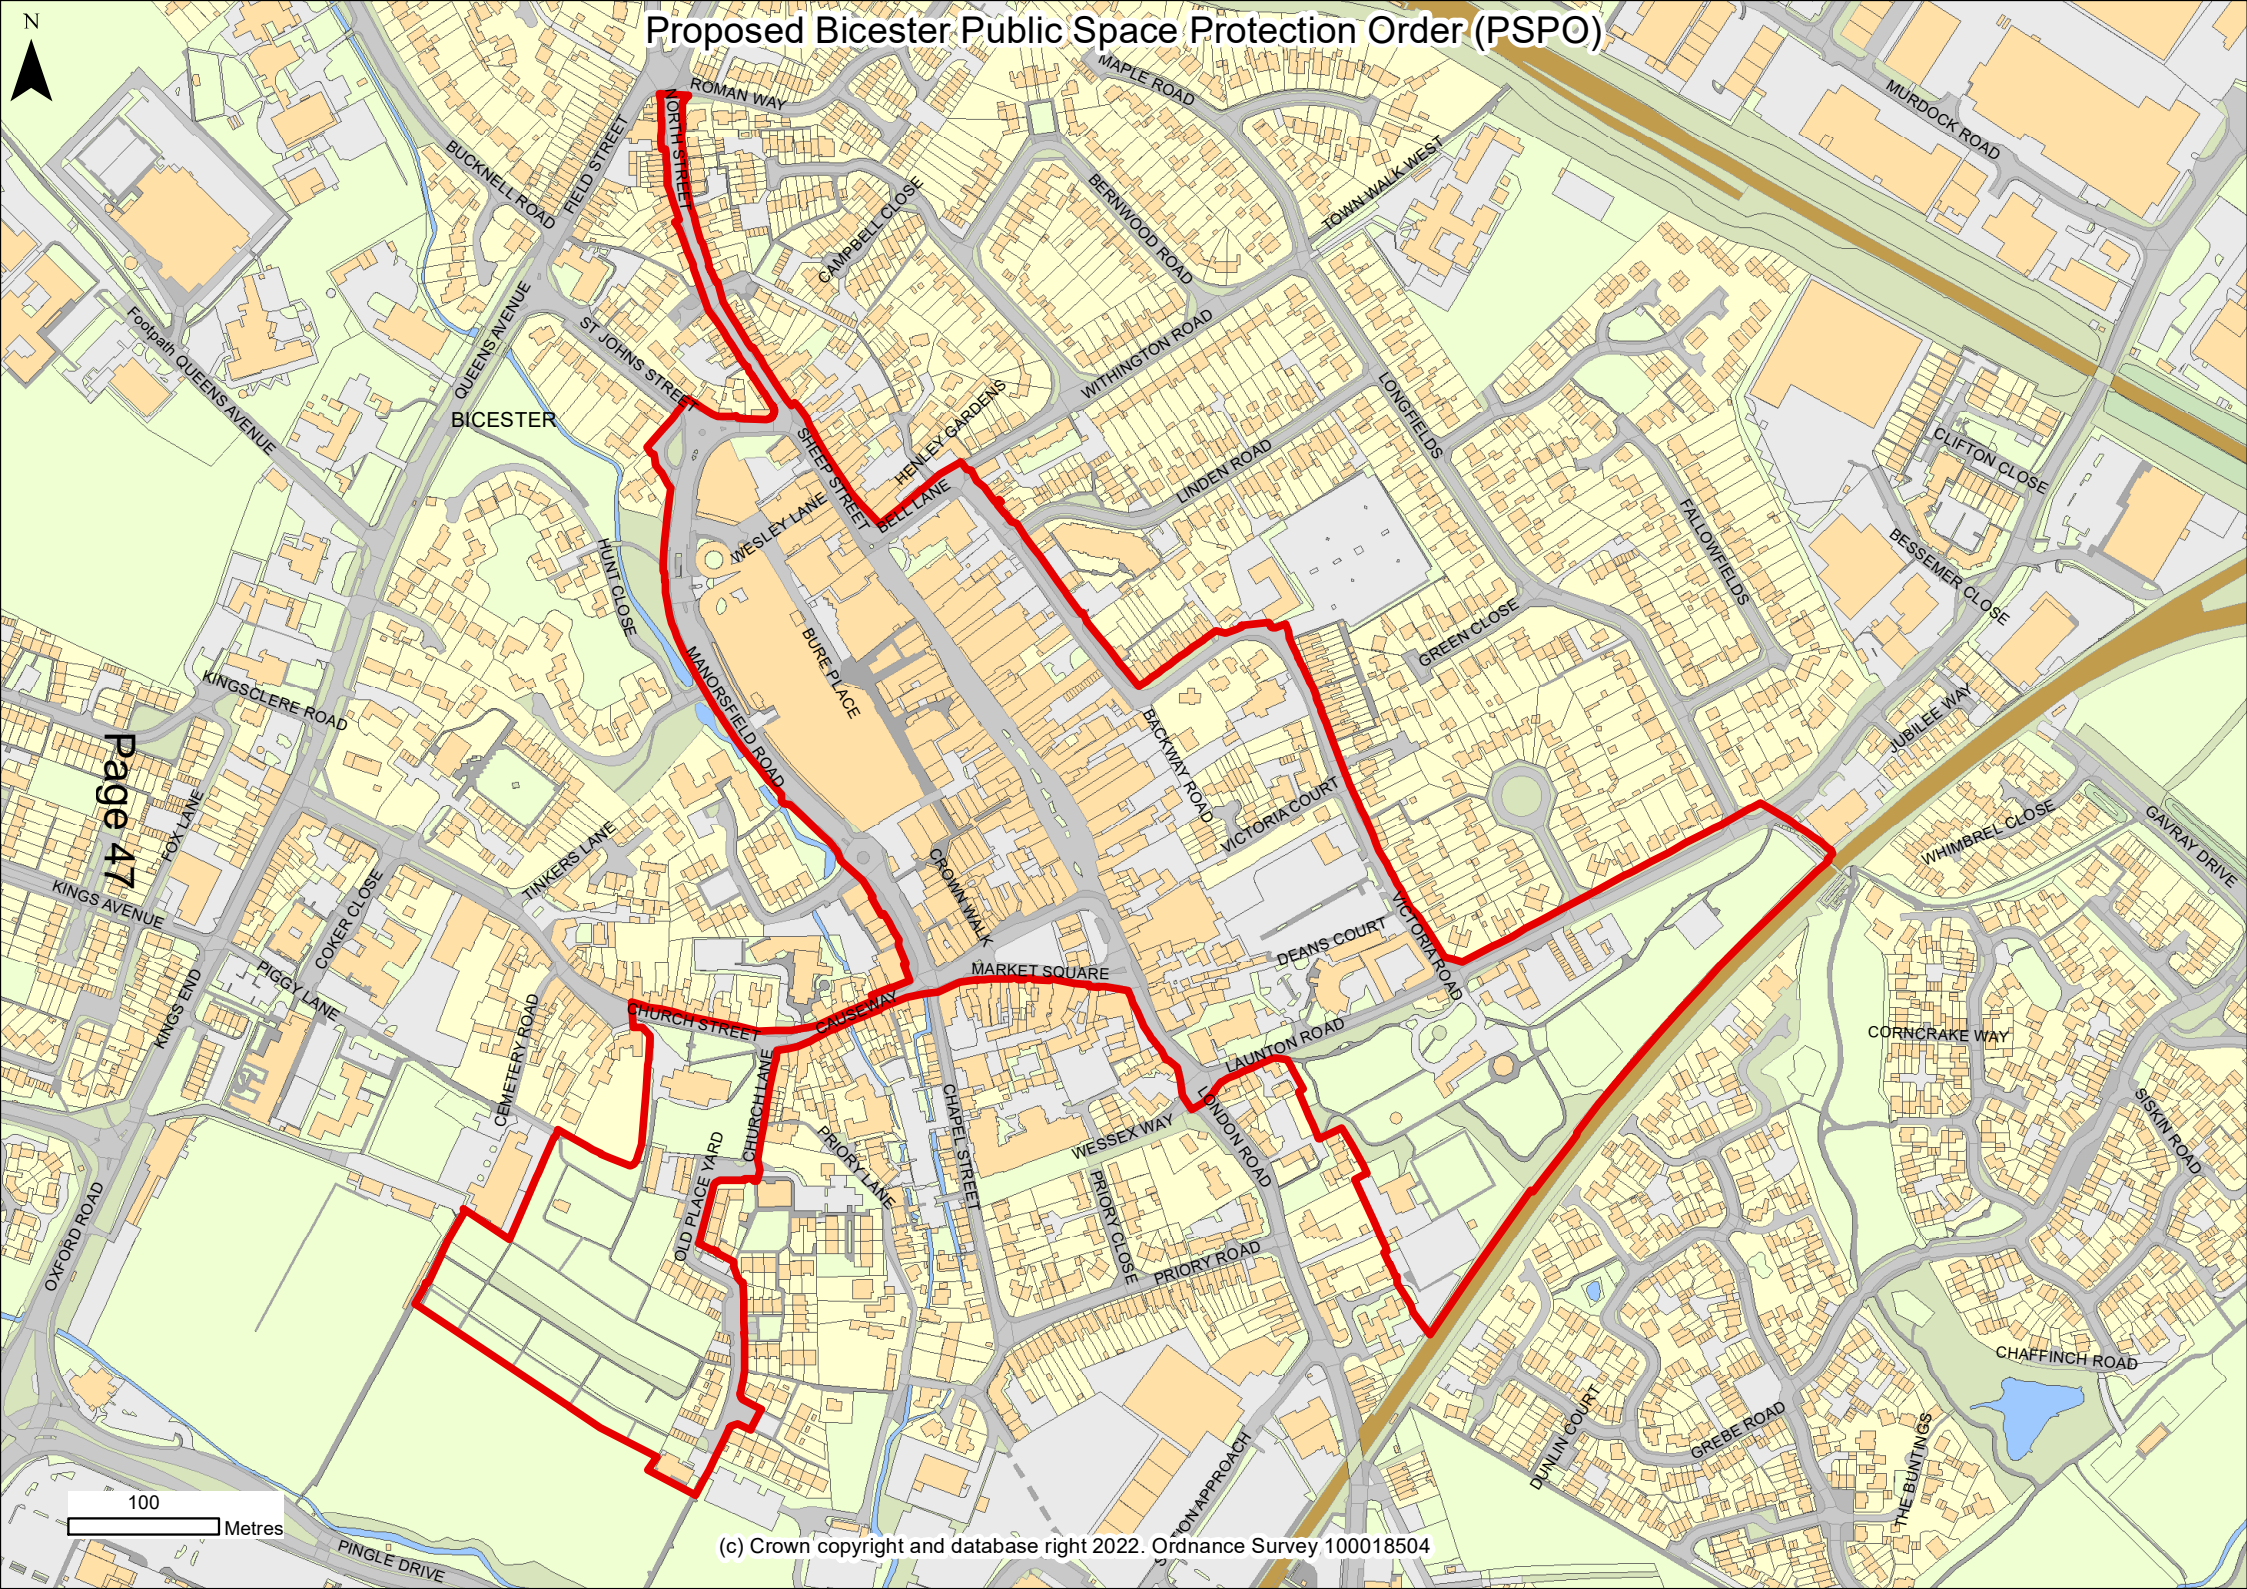 N
Proposed Bicester Public Space Protection Order (PSPO)
ROMAN WAY
MAPLE ROAD
MURDOCK ROAD
NORTH STREET
FIELD STREET
BUCKNELL ROAD
TOWN WALK WEST
BERNWOOD ROAD
CAMPBELL CLOSE
QUEENS AVENUE
Footpath QUEENS AVENUE
ST JOHNS STREET
WITHINGTON ROAD
BICESTER
HENLEY GARDENS
LONGFIELDS
SHEEP STREET
LINDEN ROAD
CLIFTON CLOSE
BELL LANE
WESLEY LANE
FALLOWFIELDS
BESSEMER CLOSE
HUNT CLOSE
GREEN CLOSE
BURE PLACE
MANORSFIELD ROAD
KINGSCLERE ROAD
JUBILEE WAY
BACKWAY ROAD
Page 47
FOX LANE
VICTORIA COURT
WHIMBREL CLOSE
GAVRAY DRIVE
TINKERS LANE
CROWN WALK
KINGS AVENUE
COKER CLOSE
VICTORIA ROAD
DEANS COURT
MARKET SQUARE
PIGGY LANE
KINGS END
CAUSEWAY
CHURCH STREET
CEMETERY ROAD
LAUNTON ROAD
CORNCRAKE WAY
CHURCH LANE
CHAPEL STREET
LONDON ROAD
WESSEX WAY
SISKIN ROAD
PRIORY LANE
OLD PLACE YARD
OXFORD ROAD
PRIORY CLOSE
PRIORY ROAD
CHAFFINCH ROAD
DUNLIN COURT
GREBE ROAD
THE BUNTINGS
100
Metres
PINGLE DRIVE
(c) Crown copyright and database right 2022. Ordnance Survey 100018504